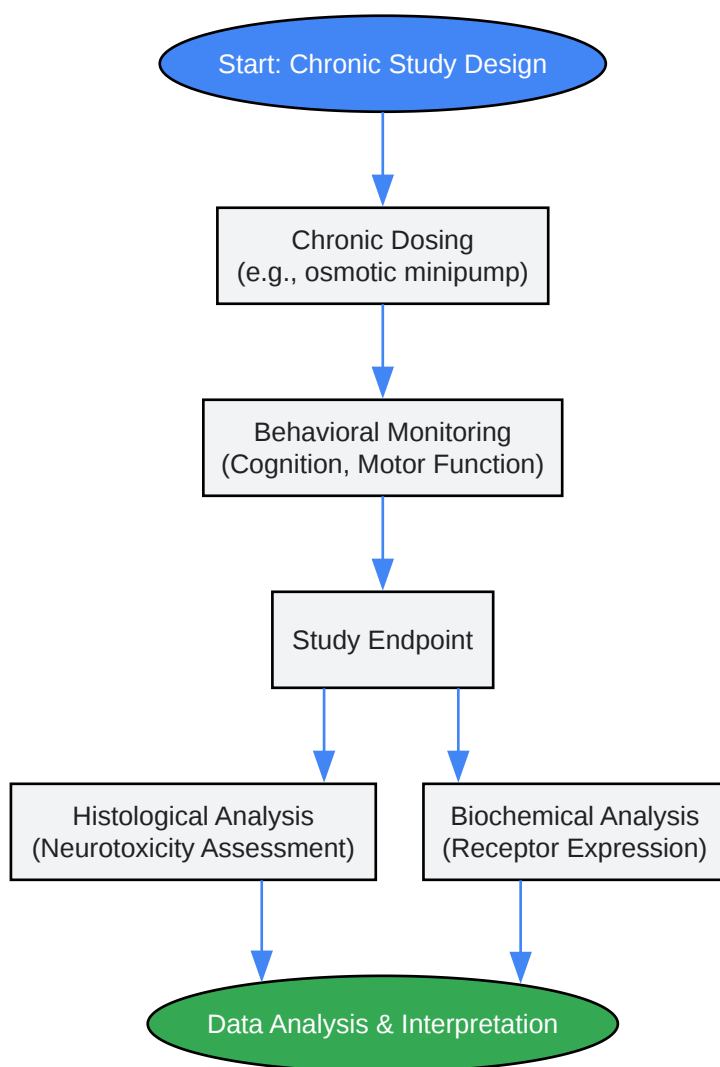 Start: Chronic Study Design
Chronic Dosing
(e.g., osmotic minipump)
Behavioral Monitoring
(Cognition, Motor Function)
Study Endpoint
Histological Analysis
(Neurotoxicity Assessment)
Biochemical Analysis
(Receptor Expression)
Data Analysis & Interpretation